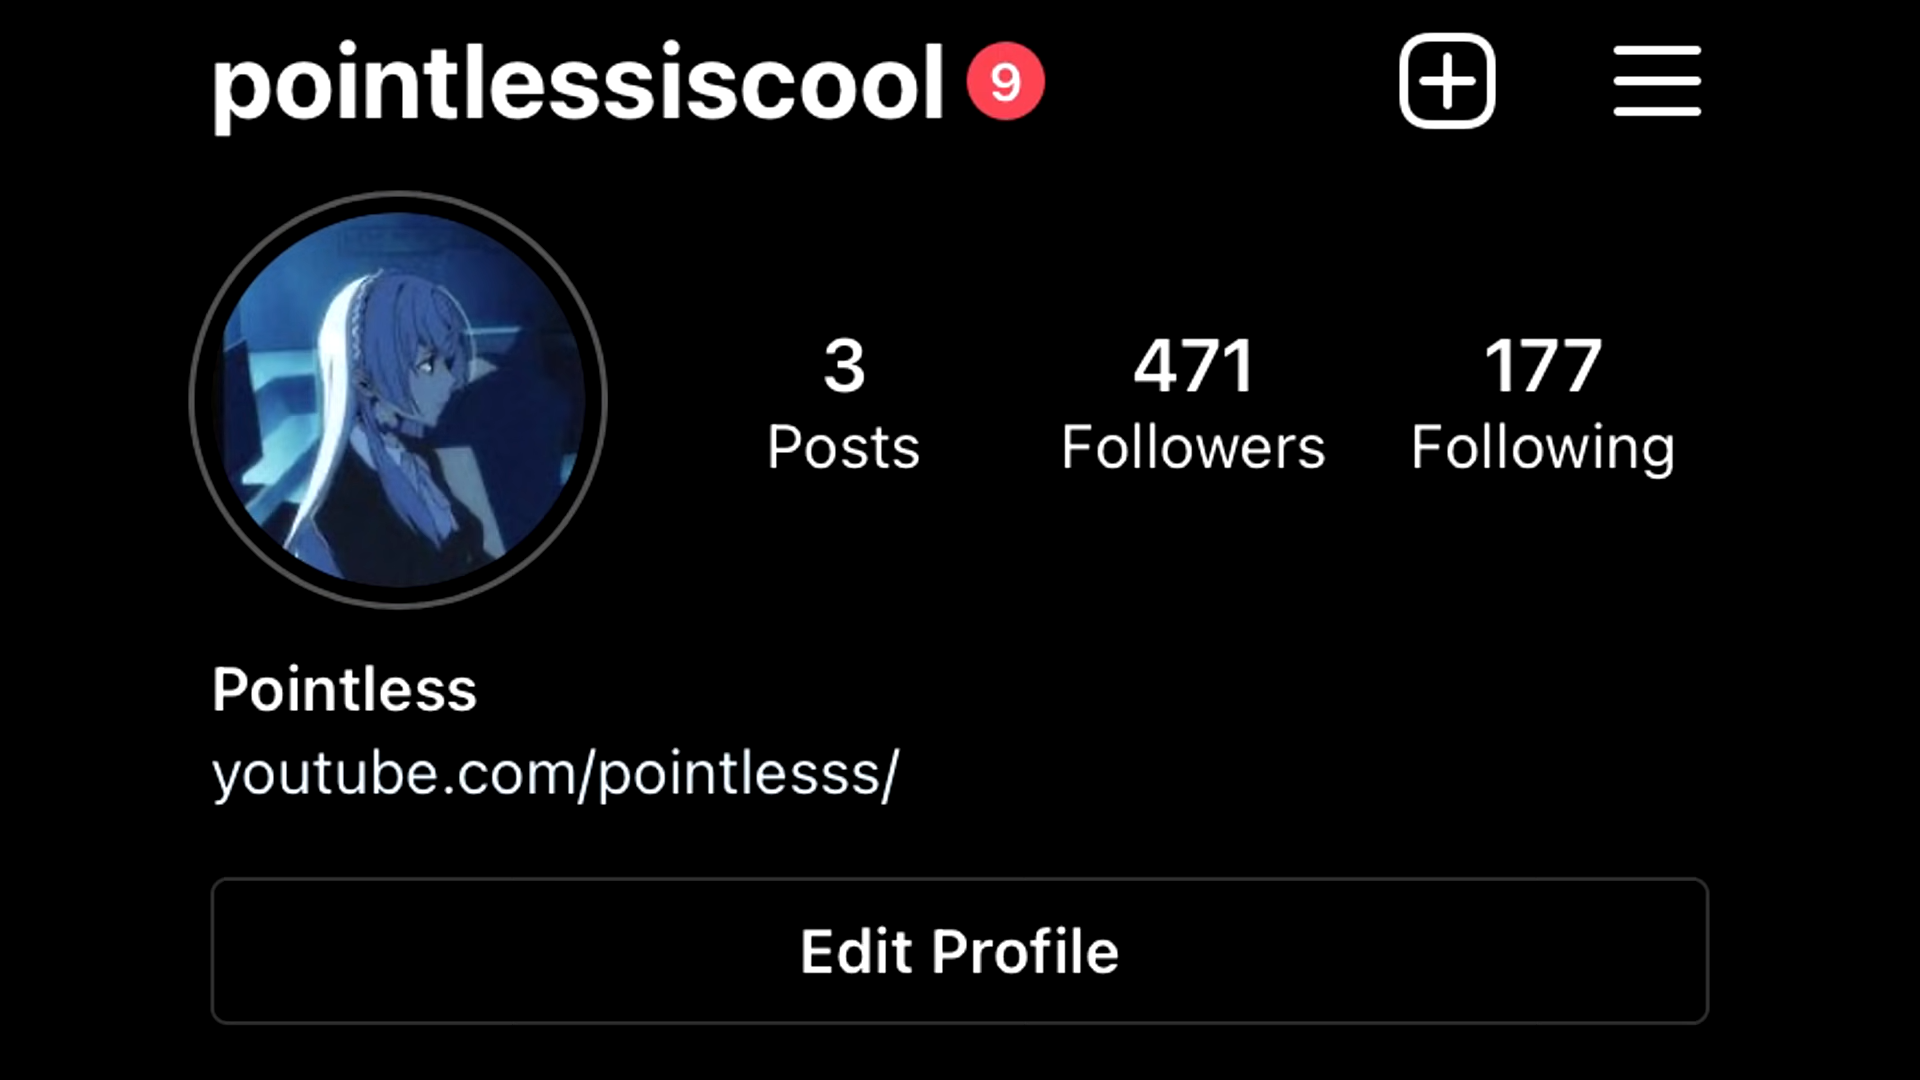 pointlessiscool 9
3 471 177
Posts Followers Following
Pointless
youtube.com/pointlesss/
Edit Profile